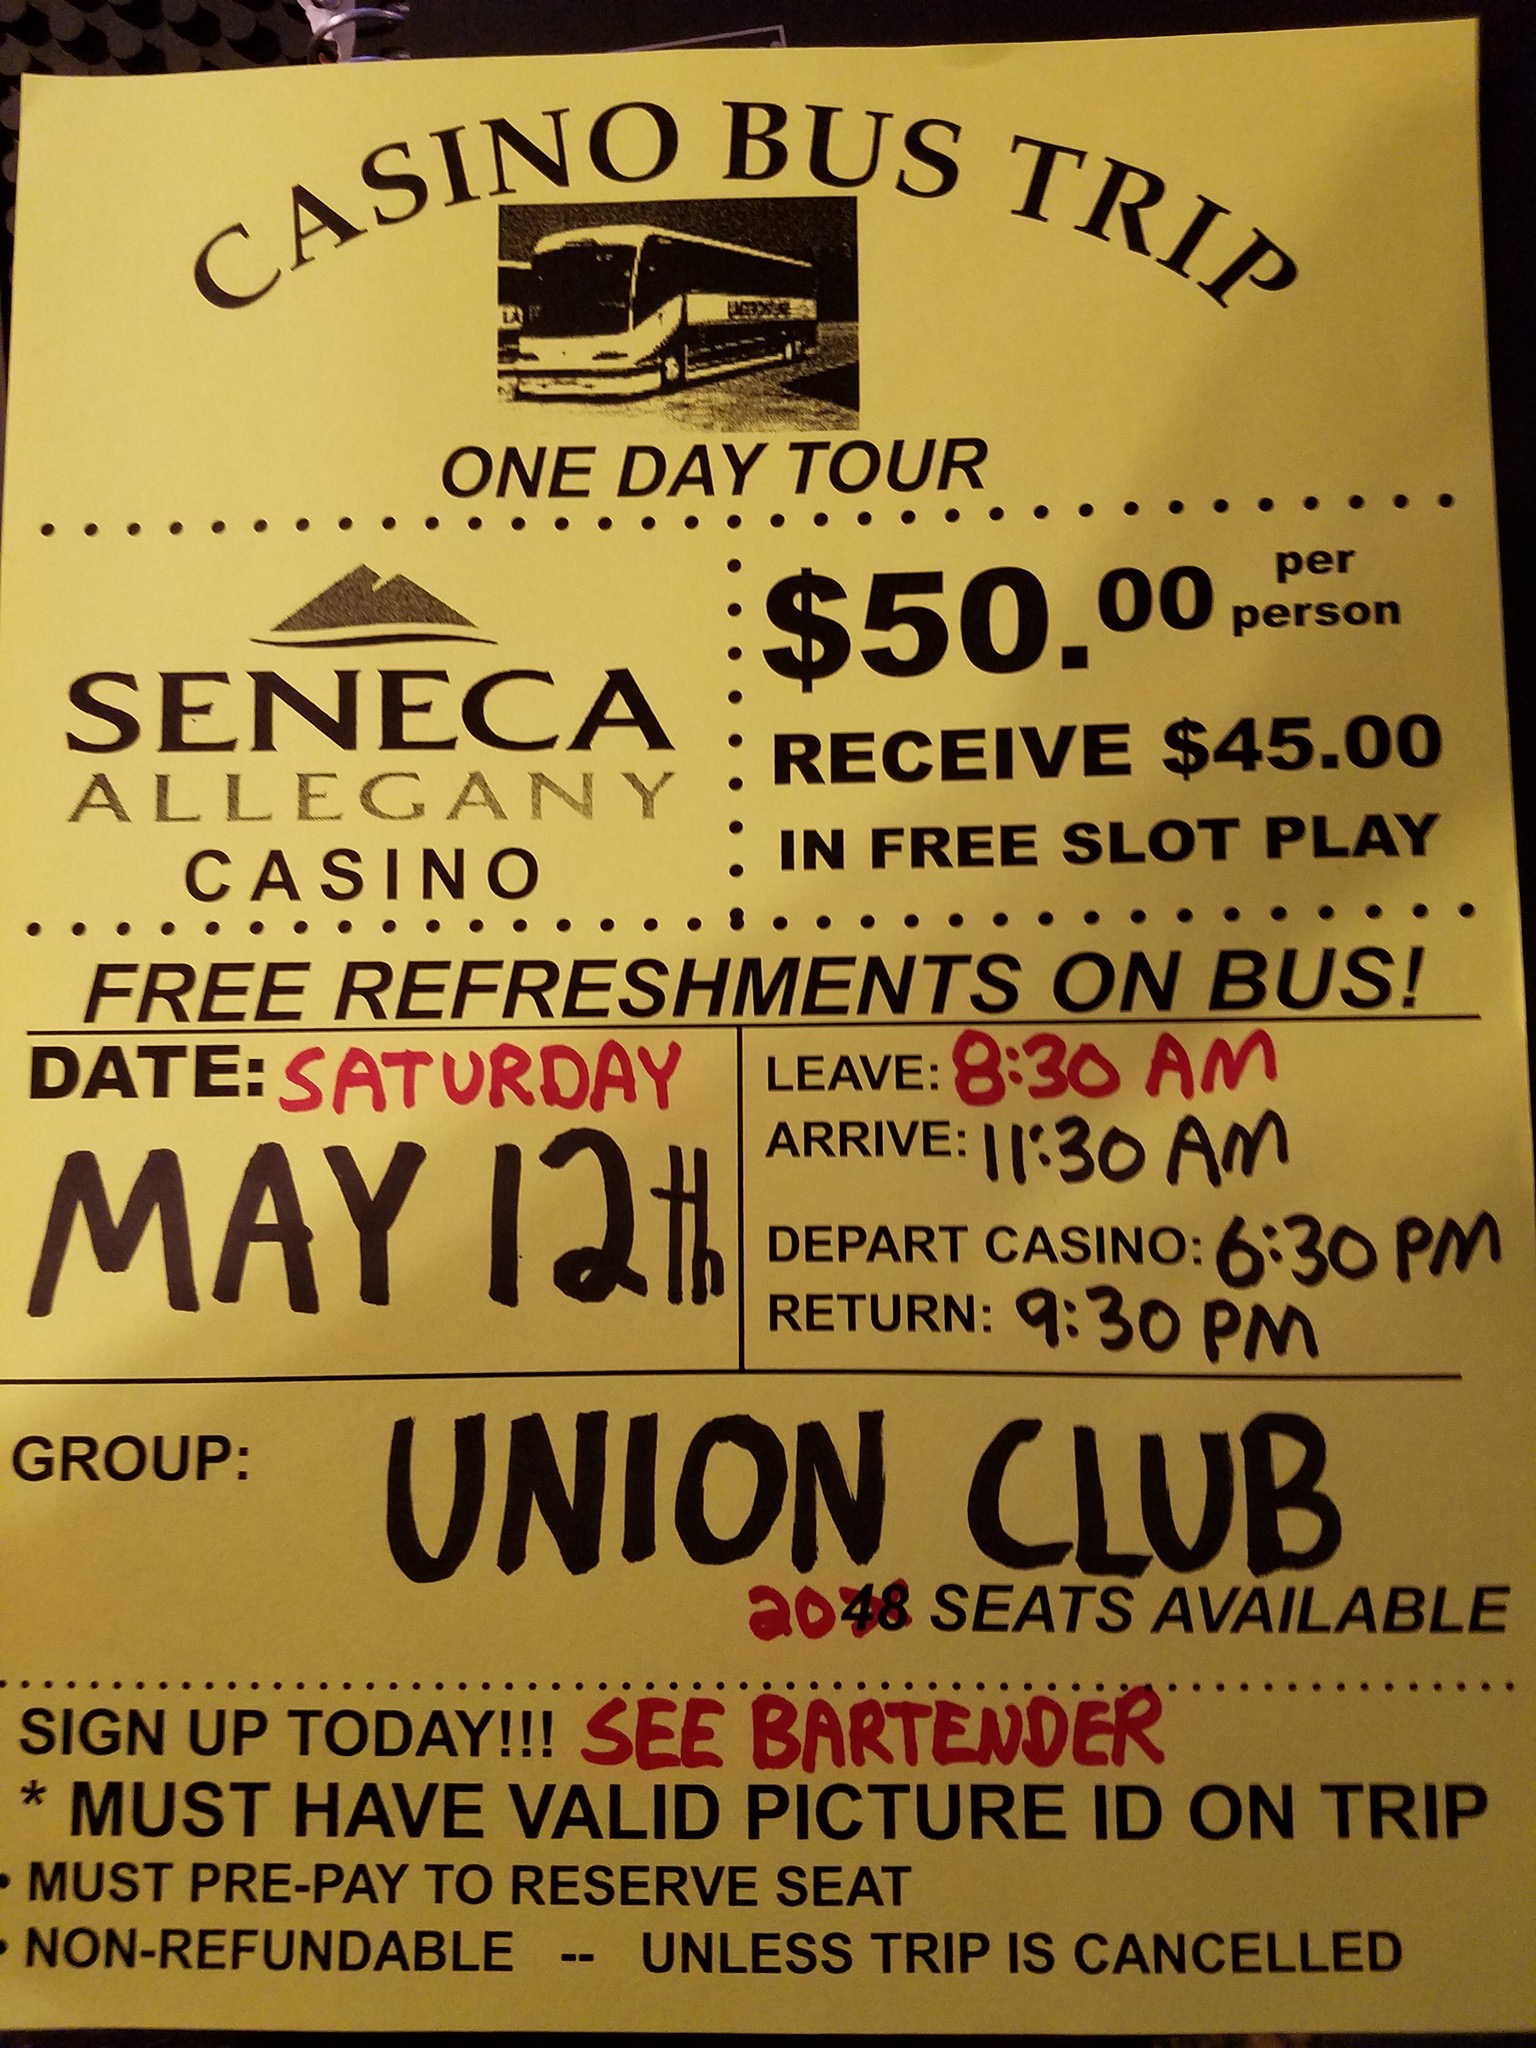 CASINO BUS TRIP
LA
ONE DAY TOUR
SENECA
ALLEGANY
CASINO
$50.00 per person
RECEIVE $45.00
IN FREE SLOT PLAY
FREE REFRESHMENTS ON BUS!
DATE: SATURDAY
MAY 12th
LEAVE: 8:30 AM
ARRIVE: 11:30 AM
DEPART CASINO: 6:30 PM
RETURN: 9:30 PM
GROUP: UNION CLUB
20 48 SEATS AVAILABLE
SIGN UP TODAY!!! SEE BARTENDER
* MUST HAVE VALID PICTURE ID ON TRIP
• MUST PRE-PAY TO RESERVE SEAT
• NON-REFUNDABLE -- UNLESS TRIP IS CANCELLED